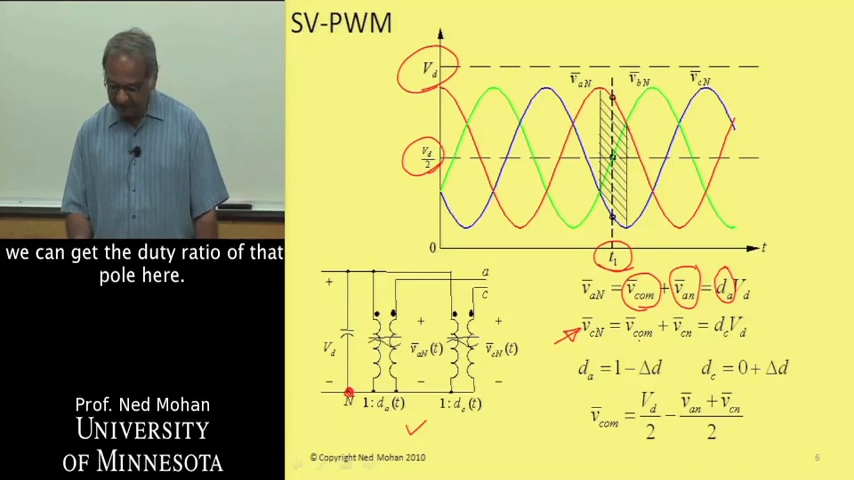 SV-PWM
V_d
V_d/2
0
v̄_aN v̄_bN v̄_cN
t
t_1
we can get the duty ratio of that
pole here.
a
c
+ + +
V_d v̄_aN(t) v̄_cN(t)
− − −
N 1:d_a(t) 1:d_c(t)
v̄_aN = v̄_com + v̄_an = d_a V_d
v̄_cN = v̄_com + v̄_cn = d_c V_d
d_a = 1 − Δd d_c = 0 + Δd
v̄_com = V_d/2 − (v̄_an + v̄_cn)/2
Prof. Ned Mohan
UNIVERSITY
OF MINNESOTA
© Copyright Ned Mohan 2010
6